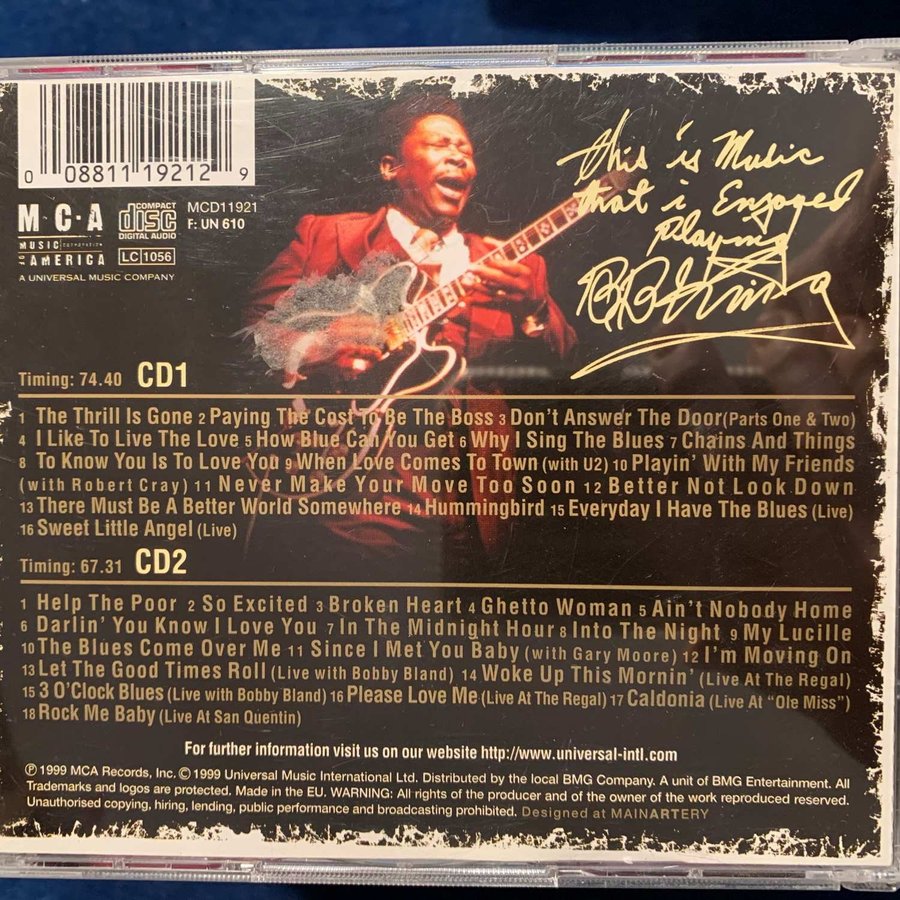 0 08811 19212 9
M·C·A
MUSIC CORPORATION
OF AMERICA
A UNIVERSAL MUSIC COMPANY
COMPACT
disc
DIGITAL AUDIO
LC 1056
MCD11921
F: UN 610
this is Music
that i Enjoyed
playing
B.B. King
Timing: 74.40 CD1
1 The Thrill Is Gone 2 Paying The Cost To Be The Boss 3 Don't Answer The Door(Parts One & Two)
4 I Like To Live The Love 5 How Blue Can You Get 6 Why I Sing The Blues 7 Chains And Things
8 To Know You Is To Love You 9 When Love Comes To Town (with U2) 10 Playin' With My Friends
(with Robert Cray) 11 Never Make Your Move Too Soon 12 Better Not Look Down
13 There Must Be A Better World Somewhere 14 Hummingbird 15 Everyday I Have The Blues (Live)
16 Sweet Little Angel (Live)
Timing: 67.31 CD2
1 Help The Poor 2 So Excited 3 Broken Heart 4 Ghetto Woman 5 Ain't Nobody Home
6 Darlin' You Know I Love You 7 In The Midnight Hour 8 Into The Night 9 My Lucille
10 The Blues Come Over Me 11 Since I Met You Baby (with Gary Moore) 12 I'm Moving On
13 Let The Good Times Roll (Live with Bobby Bland) 14 Woke Up This Mornin' (Live At The Regal)
15 3 O'Clock Blues (Live with Bobby Bland) 16 Please Love Me (Live At The Regal) 17 Caldonia (Live At "Ole Miss")
18 Rock Me Baby (Live At San Quentin)
For further information visit us on our website http://www.universal-intl.com
℗ 1999 MCA Records, Inc. © 1999 Universal Music International Ltd. Distributed by the local BMG Company. A unit of BMG Entertainment. All
Trademarks and logos are protected. Made in the EU. WARNING: All rights of the producer and of the owner of the work reproduced reserved.
Unauthorised copying, hiring, lending, public performance and broadcasting prohibited. Designed at MAINARTERY